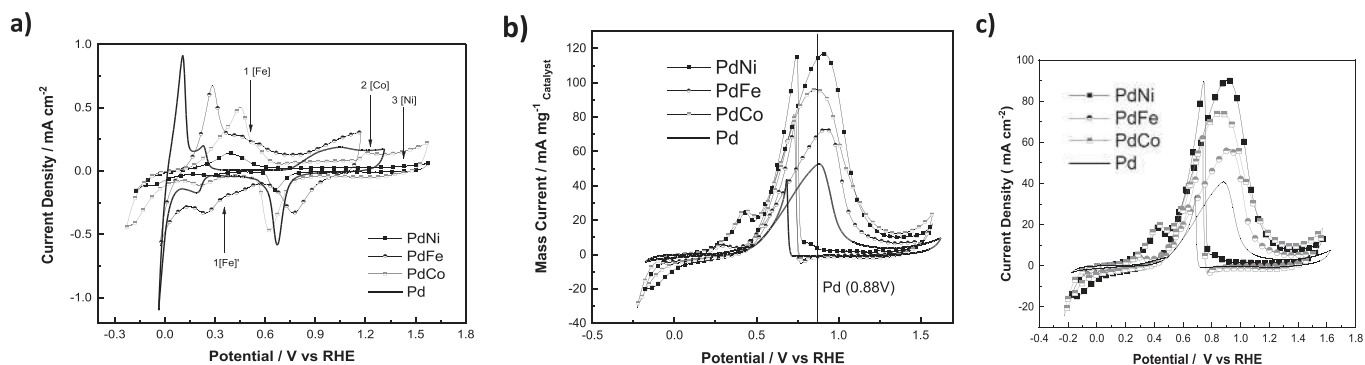 a)
Current Density / mA cm-2
1.0
0.5
0.0
-0.5
-1.0
1 [Fe]
2 [Co]
3 [Ni]
1[Fe]'
PdNi
PdFe
PdCo
Pd
-0.3 0.0 0.3 0.6 0.9 1.2 1.5 1.8
Potential / V vs RHE
b)
Mass Current / mA mg-1 Catalyst
120
100
80
60
40
20
0
-20
-40
PdNi
PdFe
PdCo
Pd
Pd (0.88V)
-0.5 0.0 0.5 1.0 1.5
Potential / V vs RHE
c)
Current Density ( mA cm-2)
100
80
60
40
20
0
-20
PdNi
PdFe
PdCo
Pd
-0.4 -0.2 0.0 0.2 0.4 0.6 0.8 1.0 1.2 1.4 1.6 1.8
Potential / V vs RHE